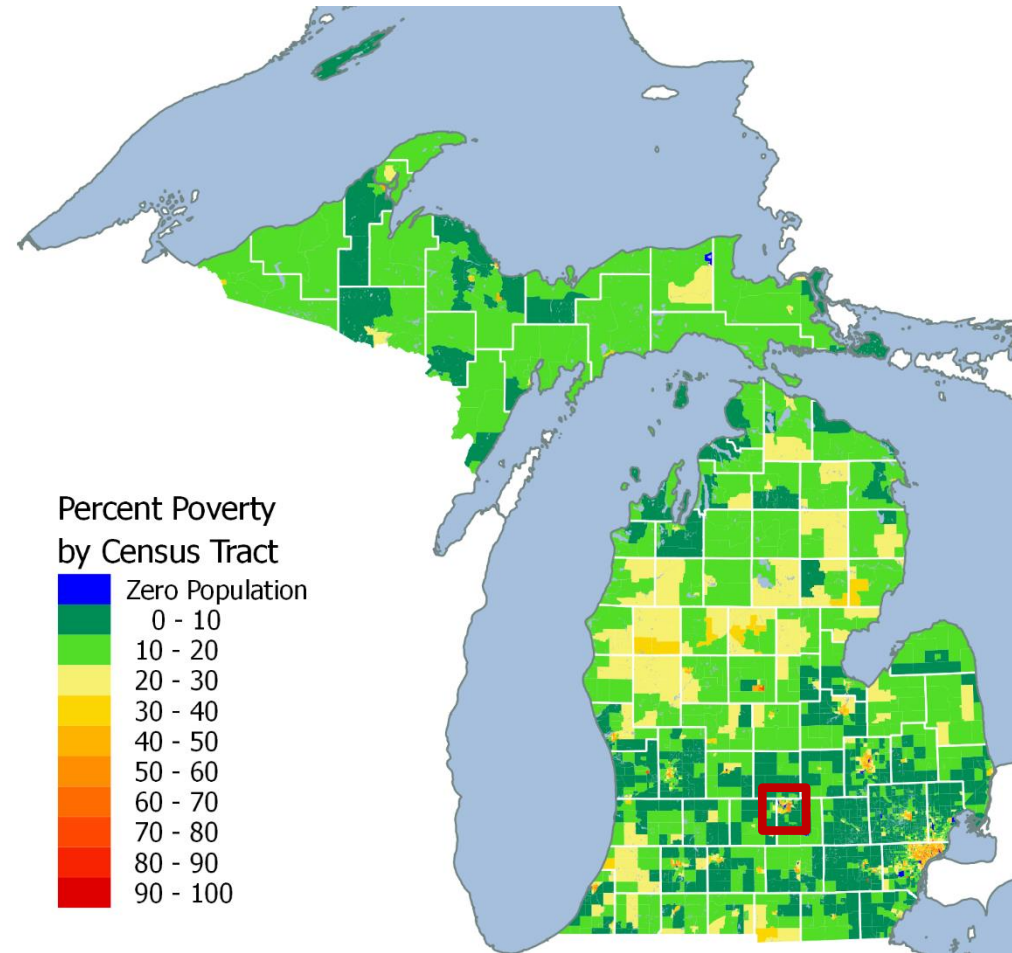 Percent Poverty
by Census Tract
Zero Population
0 - 10
10 - 20
20 - 30
30 - 40
40 - 50
50 - 60
60 - 70
70 - 80
80 - 90
90 - 100